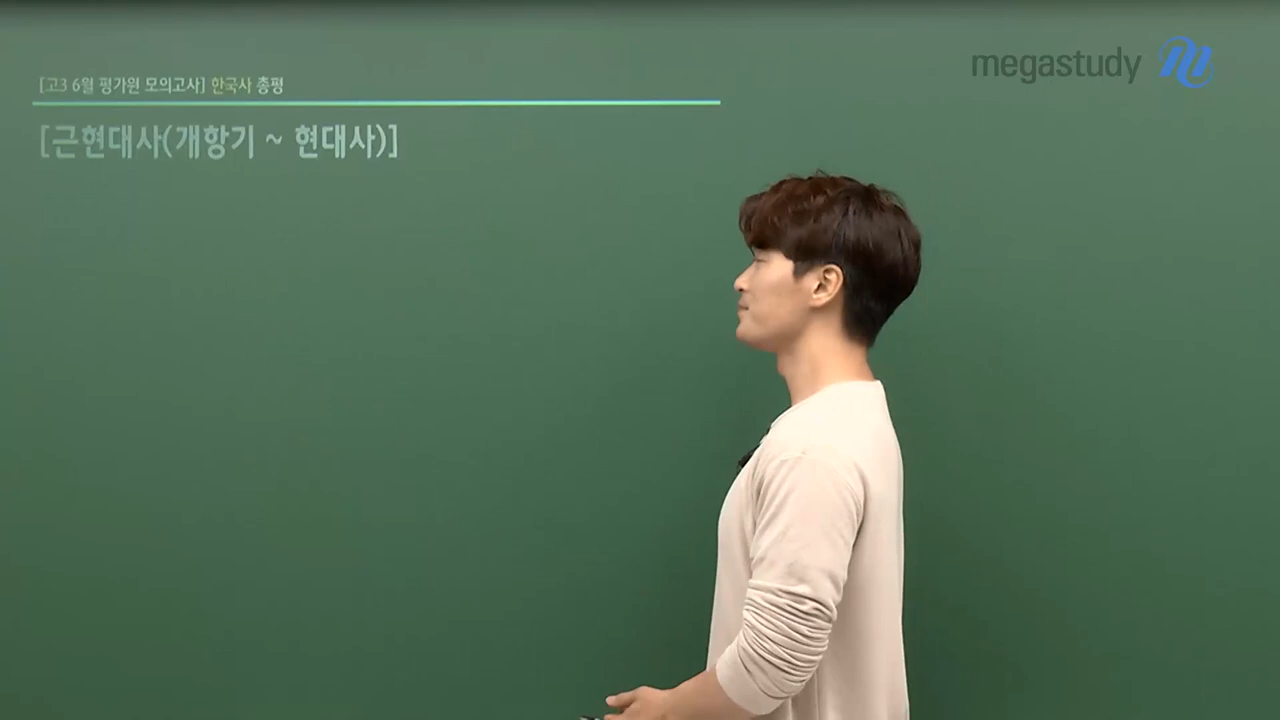 [고3 6월 평가원 모의고사] 한국사 총평
megastudy
[근현대사(개항기 ~ 현대사)]